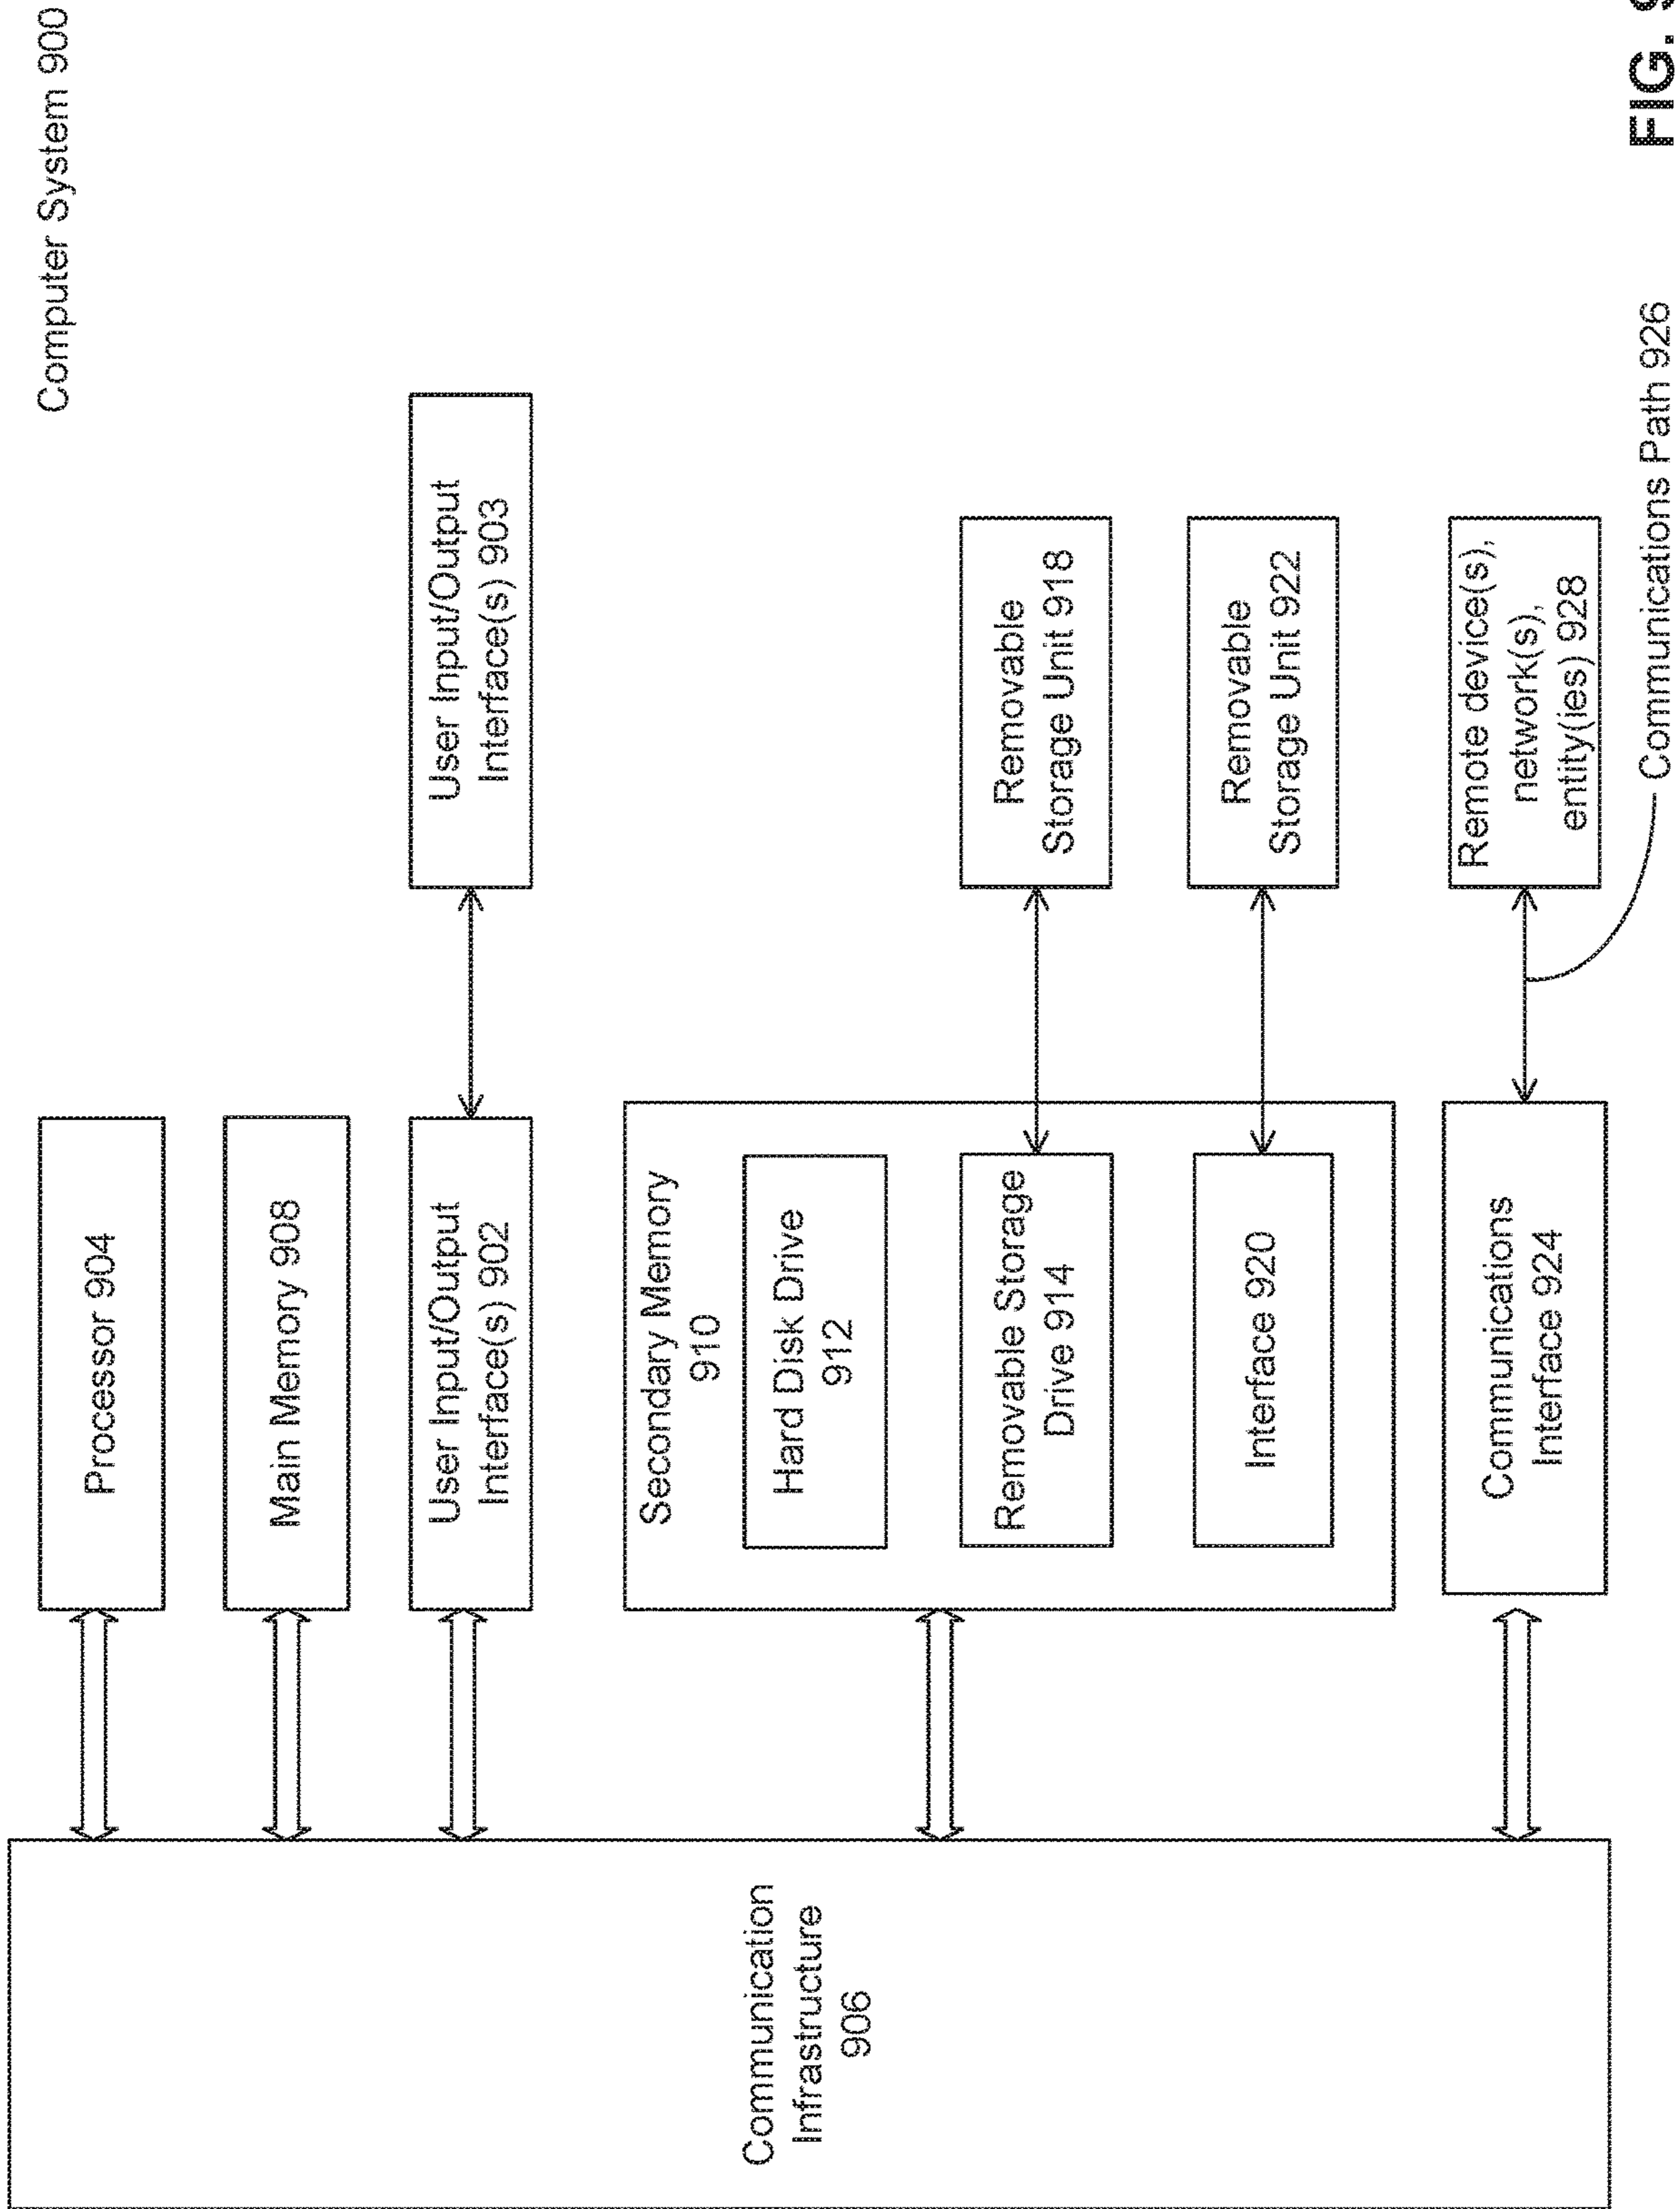 Computer System 900
Processor 904
Main Memory 908
User Input/Output
Interface(s) 902
User Input/Output
Interface(s) 903
Secondary Memory
910
Hard Disk Drive
912
Removable Storage
Drive 914
Removable
Storage Unit 918
Interface 920
Removable
Storage Unit 922
Communication
Infrastructure
906
Communications
Interface 924
Remote device(s),
network(s),
entity(ies) 928
Communications Path 926
FIG. 9